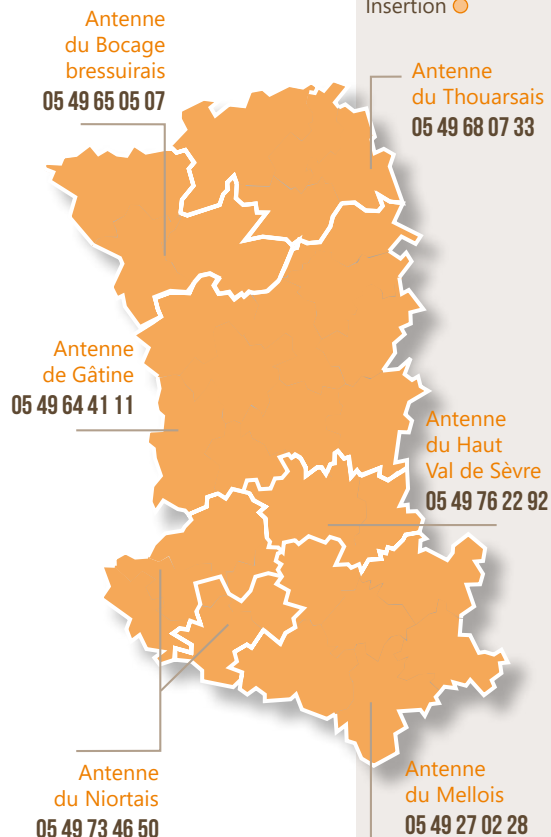 Insertion
Antenne
du Bocage
bressuirais
05 49 65 05 07
Antenne
du Thouarsais
05 49 68 07 33
Antenne
de Gâtine
05 49 64 41 11
Antenne
du Haut
Val de Sèvre
05 49 76 22 92
Antenne
du Niortais
05 49 73 46 50
Antenne
du Mellois
05 49 27 02 28